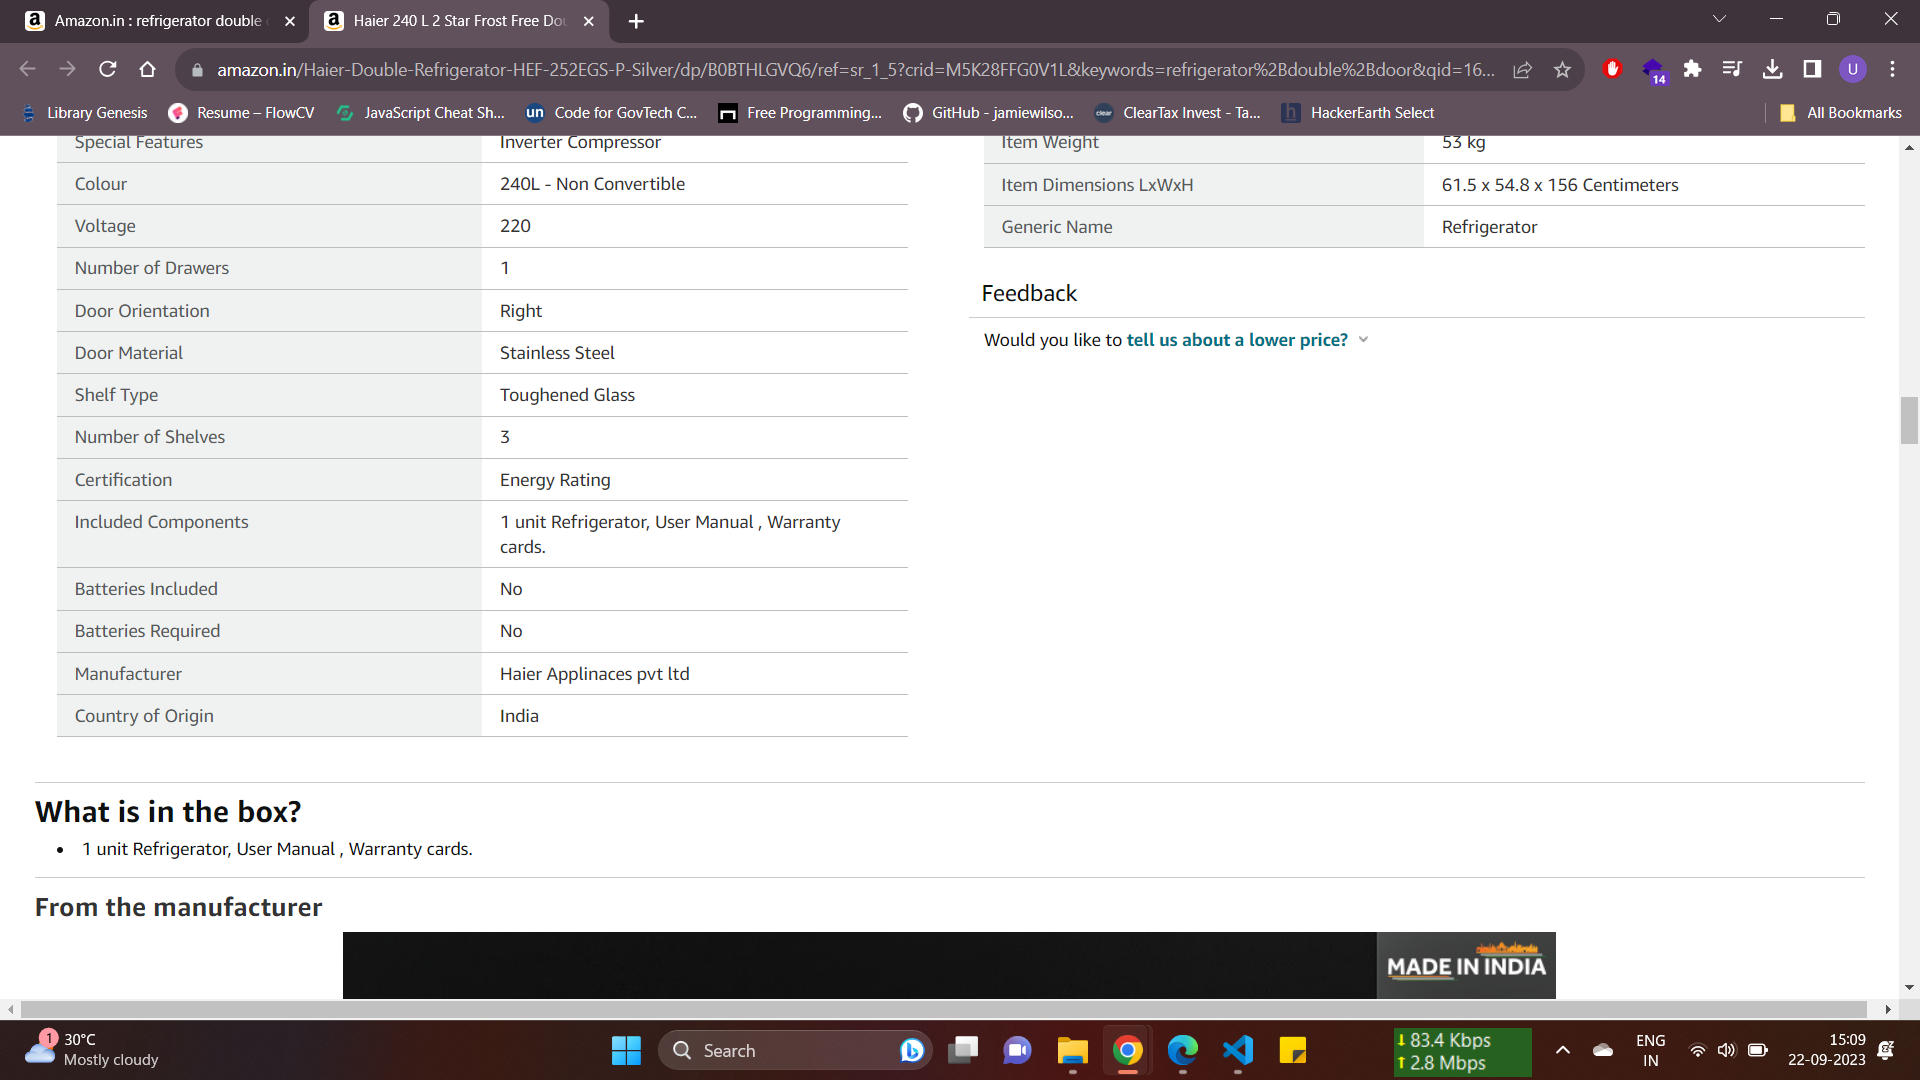 Amazon.in : refrigerator double
Haier 240 L 2 Star Frost Free Do
amazon.in/Haier-Double-Refrigerator-HEF-252EGS-P-Silver/dp/B0BTHLGVQ6/ref=sr_1_5?crid=M5K28FFG0V1L&keywords=refrigerator%2Bdouble%2Bdoor&qid=16...
14
U
Library Genesis
Resume – FlowCV
JavaScript Cheat Sh...
un
Code for GovTech C...
Free Programming...
GitHub - jamiewilso...
clear
ClearTax Invest - Ta...
h
HackerEarth Select
All Bookmarks
Special Features Inverter Compressor
Colour 240L - Non Convertible
Voltage 220
Number of Drawers 1
Door Orientation Right
Door Material Stainless Steel
Shelf Type Toughened Glass
Number of Shelves 3
Certification Energy Rating
Included Components 1 unit Refrigerator, User Manual , Warranty
cards.
Batteries Included No
Batteries Required No
Manufacturer Haier Applinaces pvt ltd
Country of Origin India
Item Weight 53 kg
Item Dimensions LxWxH 61.5 x 54.8 x 156 Centimeters
Generic Name Refrigerator
Feedback
Would you like to tell us about a lower price?
What is in the box?
• 1 unit Refrigerator, User Manual , Warranty cards.
From the manufacturer
MADE IN INDIA
1
30°C
Mostly cloudy
Search
83.4 Kbps
2.8 Mbps
ENG
IN
15:09
22-09-2023